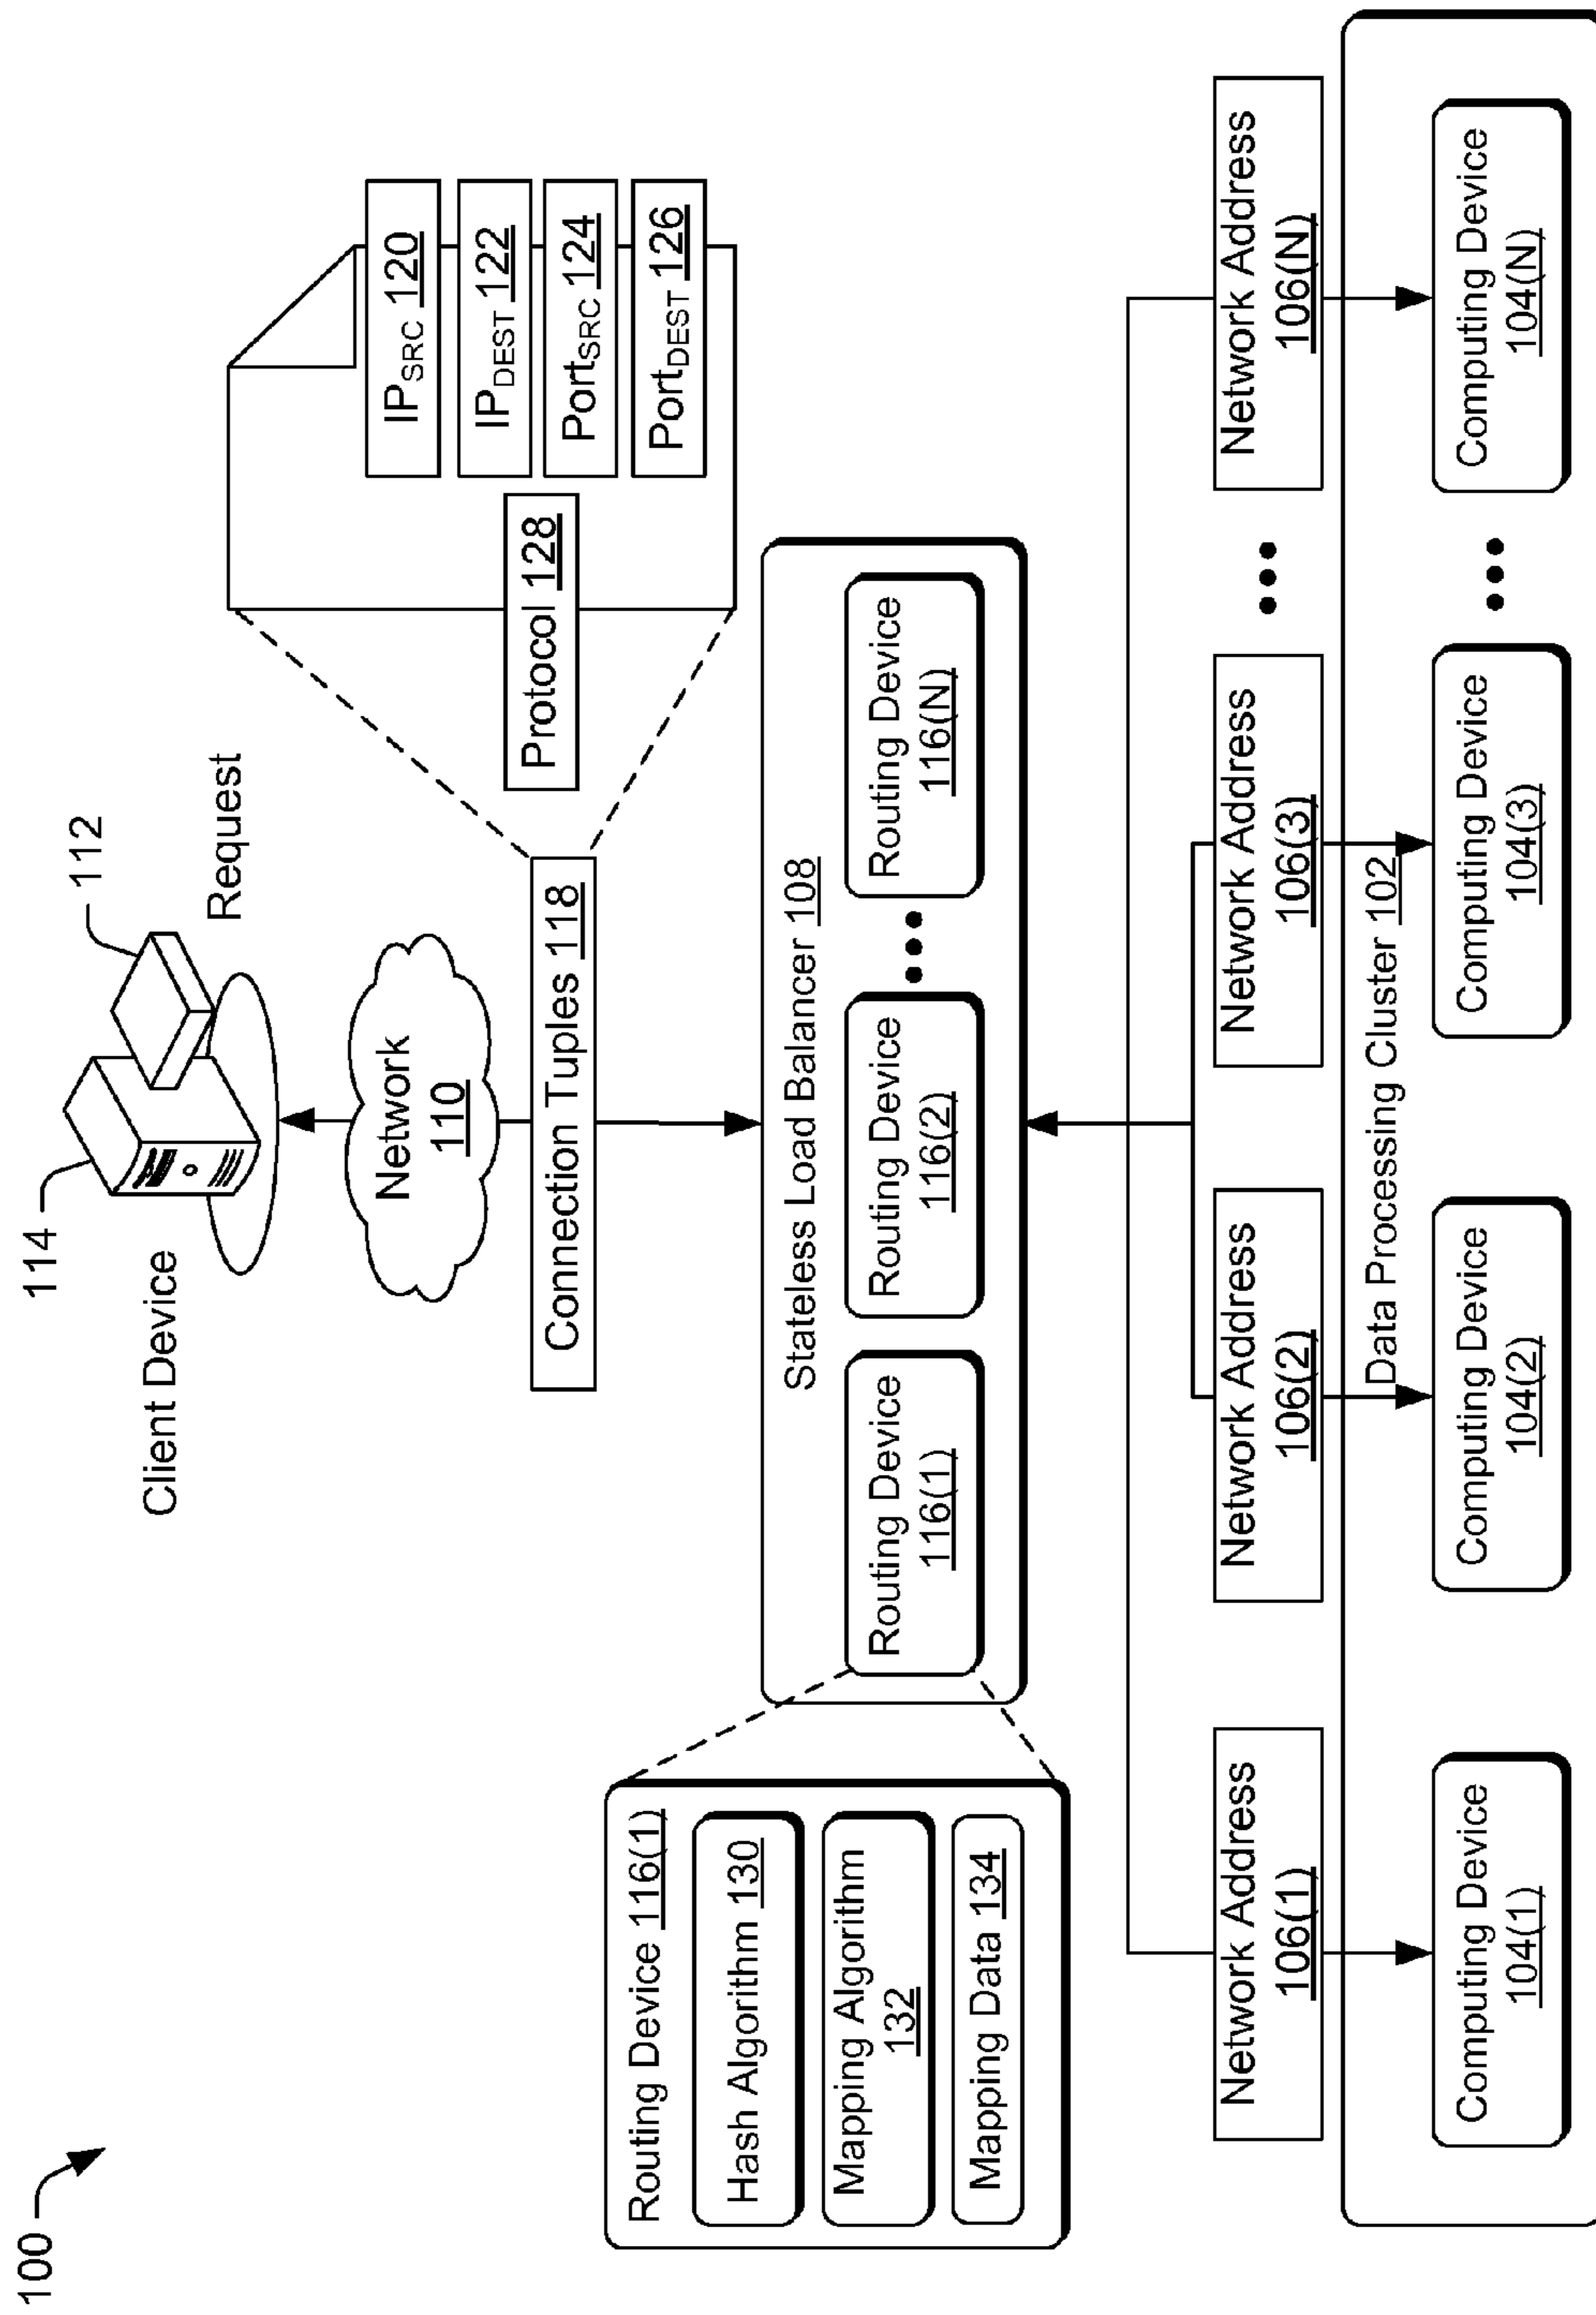 100
114
112
Client Device
Request
Network
110
Connection Tuples 118
Protocol 128
IPSRC 120
IPDEST 122
PortSRC 124
PortDEST 126
Stateless Load Balancer 108
Routing Device
116(1)
Routing Device
116(2)
•••
Routing Device
116(N)
Routing Device 116(1)
Hash Algorithm 130
Mapping Algorithm
132
Mapping Data 134
Network Address
106(1)
Network Address
106(2)
Network Address
106(3)
•••
Network Address
106(N)
Data Processing Cluster 102
Computing Device
104(1)
Computing Device
104(2)
Computing Device
104(3)
•••
Computing Device
104(N)